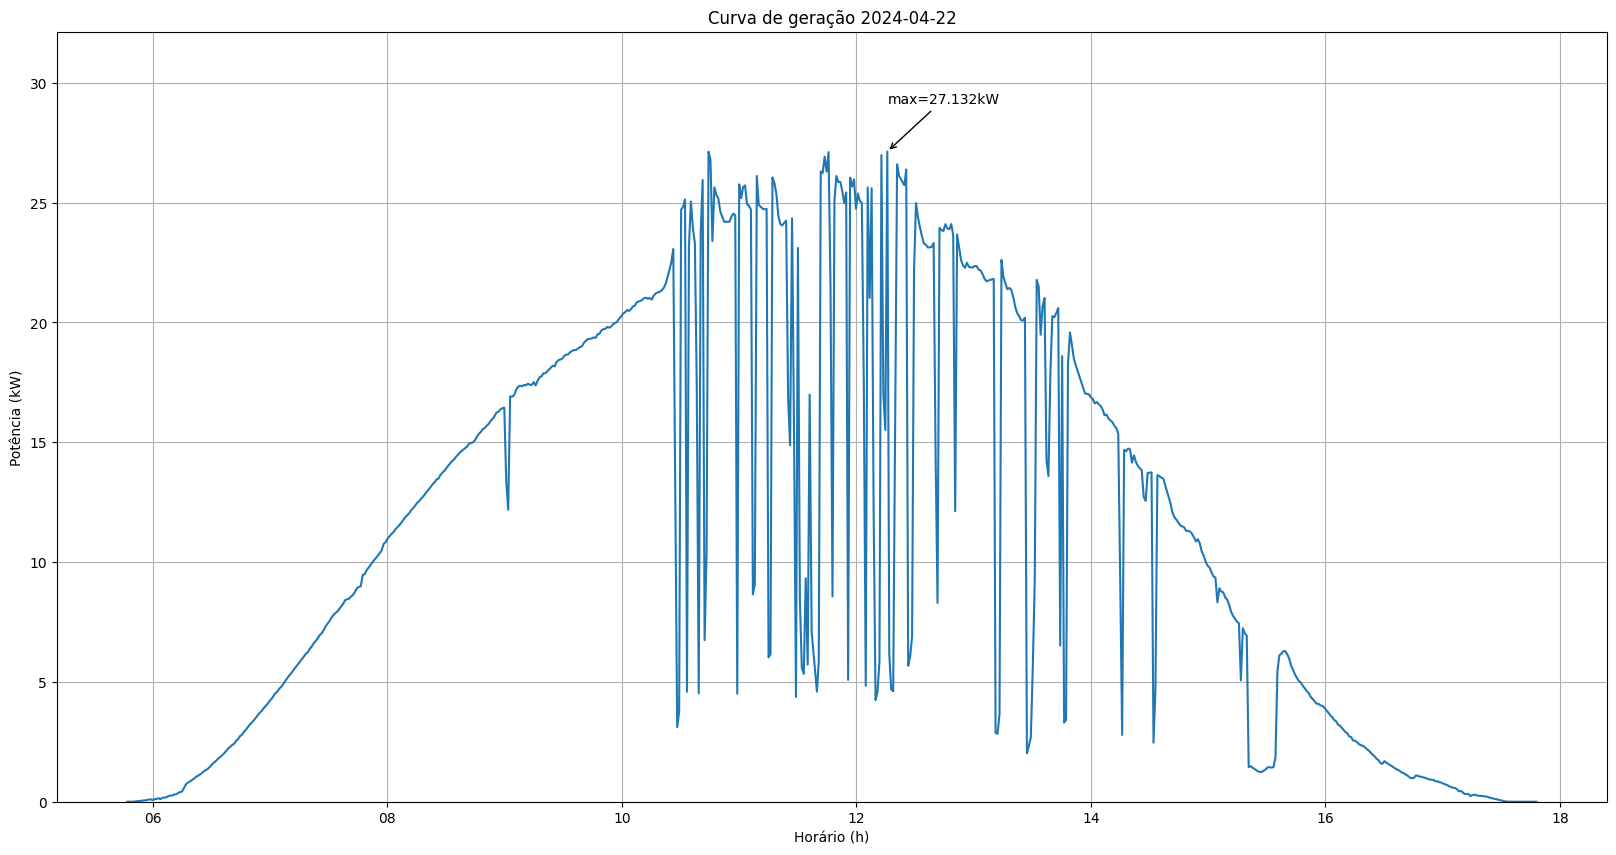 Curva de geração 2024-04-22
30
max=27.132kW
25
20
15
10
5
0
Potência (kW)
06 08 10 12 14 16 18
Horário (h)